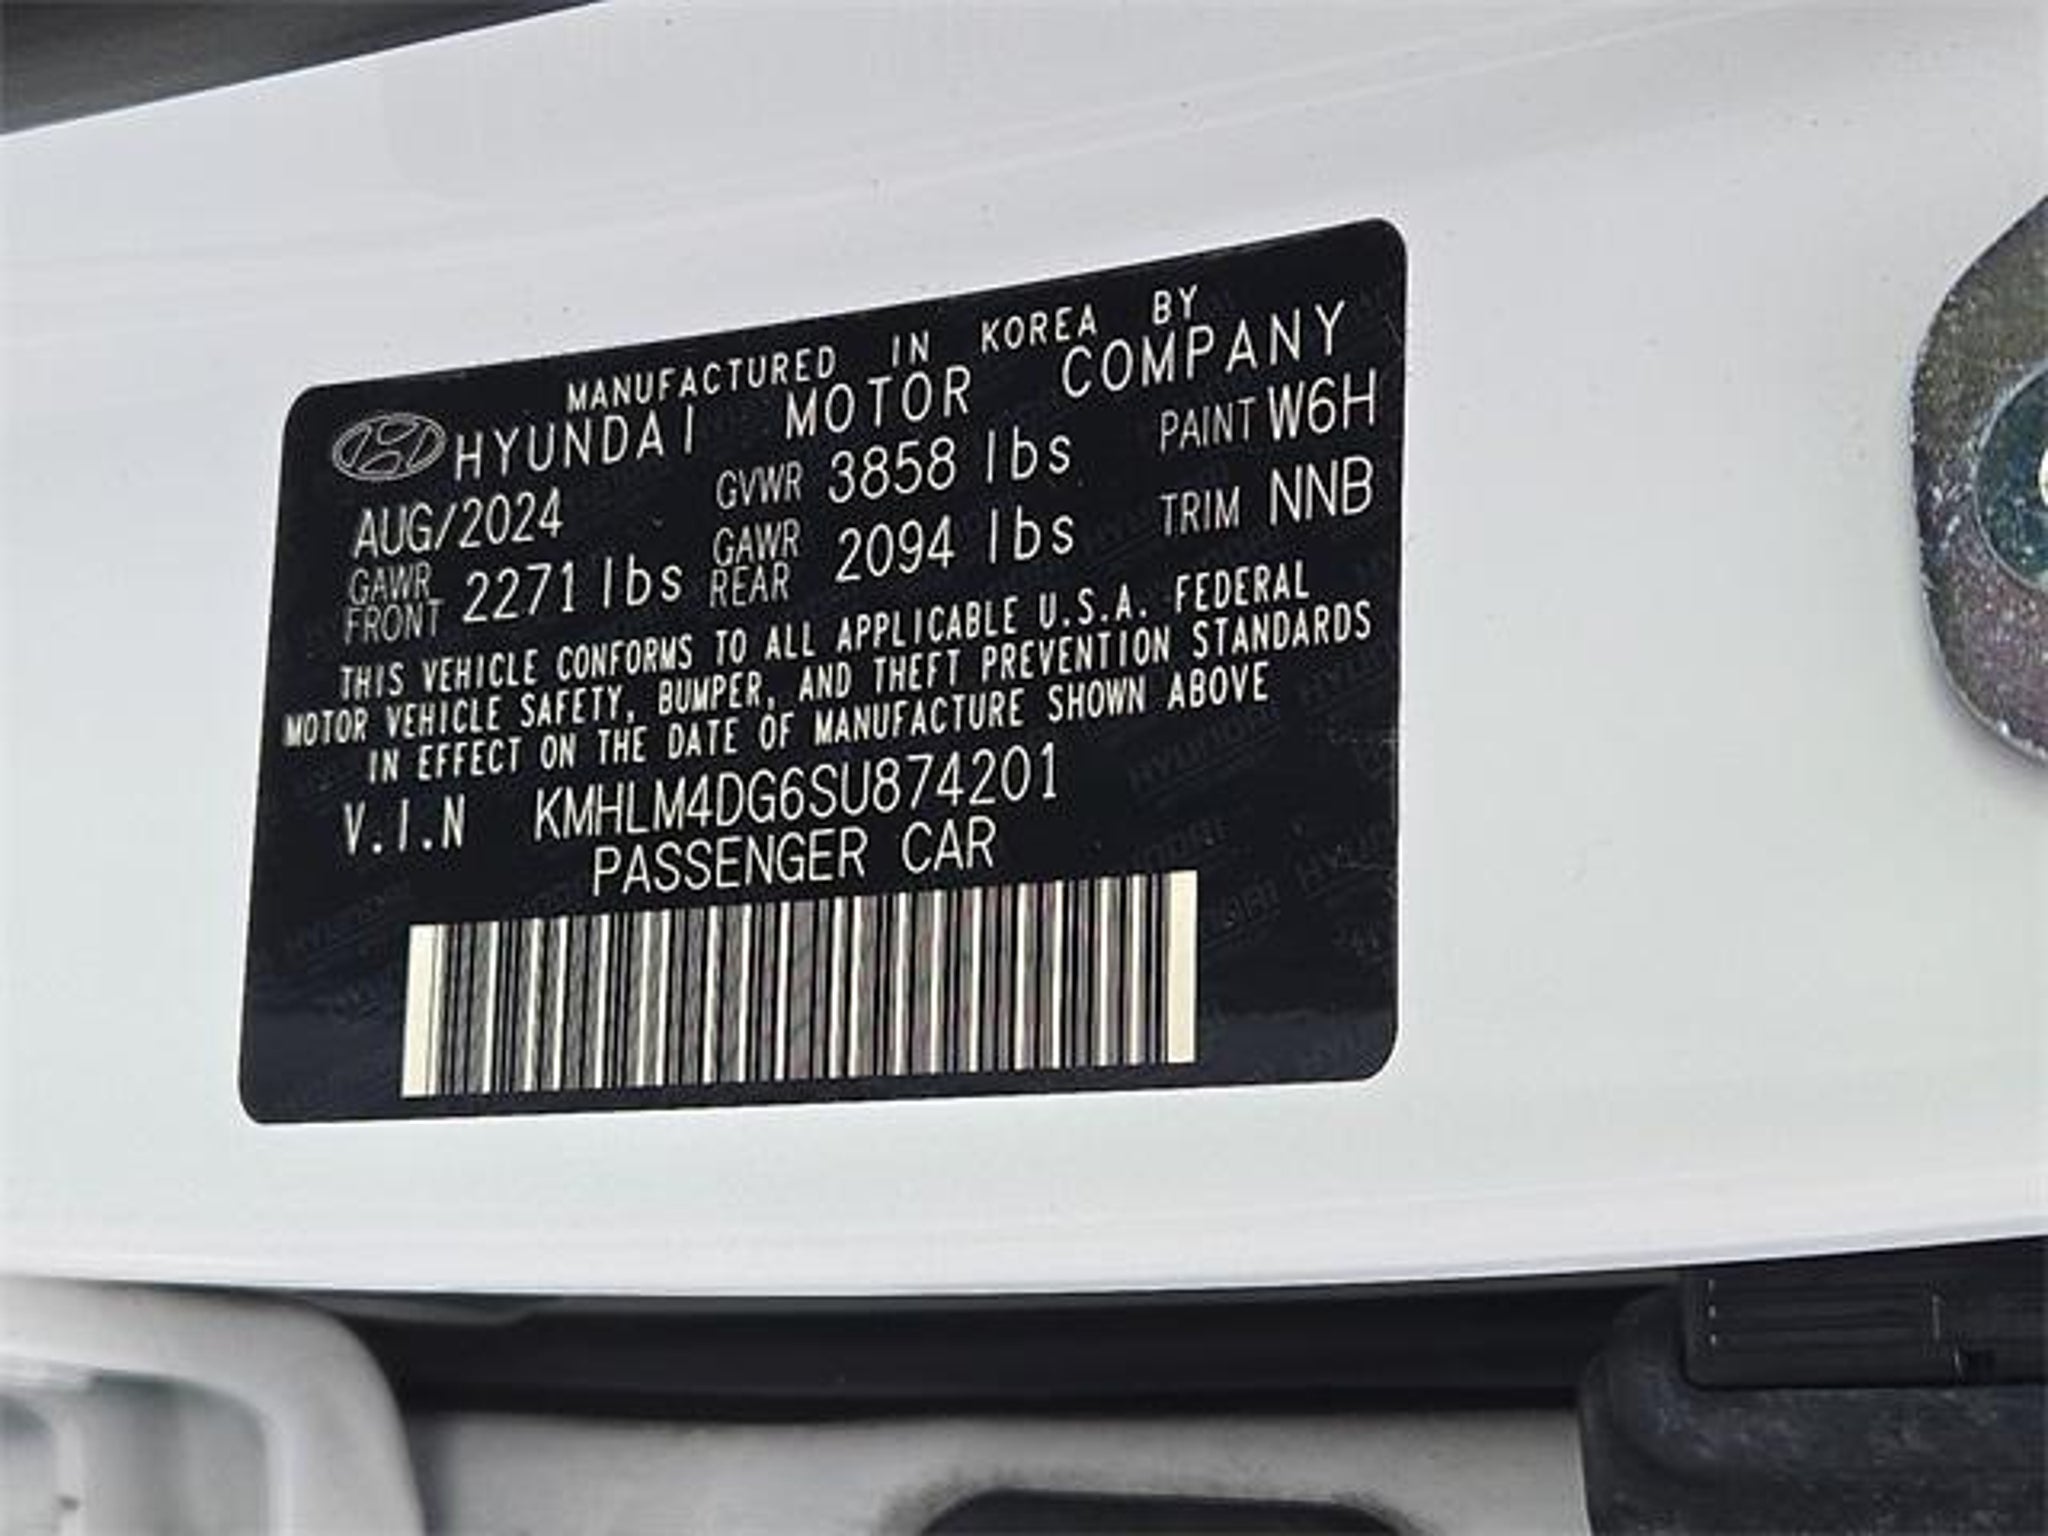 MANUFACTURED IN KOREA BY
HYUNDAI MOTOR COMPANY
AUG/2024 GVWR 3858 lbs PAINT W6H
GAWR FRONT 2271 lbs GAWR REAR 2094 lbs TRIM NNB
THIS VEHICLE CONFORMS TO ALL APPLICABLE U.S.A. FEDERAL
MOTOR VEHICLE SAFETY, BUMPER, AND THEFT PREVENTION STANDARDS
IN EFFECT ON THE DATE OF MANUFACTURE SHOWN ABOVE
V.I.N KMHLM4DG6SU874201
PASSENGER CAR